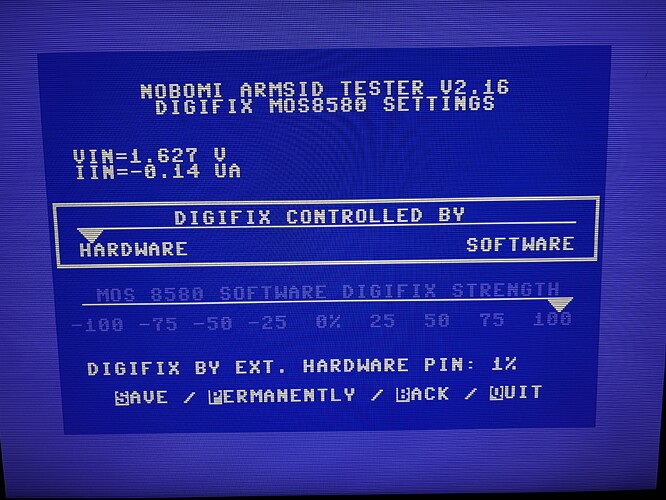 NOBOMI ARMSID TESTER V2.16
DIGIFIX MOS8580 SETTINGS
VIN=1.627 V
IIN=-0.14 UA
DIGIFIX CONTROLLED BY
HARDWARE SOFTWARE
MOS 8580 SOFTWARE DIGIFIX STRENGTH
-100 -75 -50 -25 0% 25 50 75 100
DIGIFIX BY EXT. HARDWARE PIN: 1%
SAVE / PERMANENTLY / BACK / QUIT